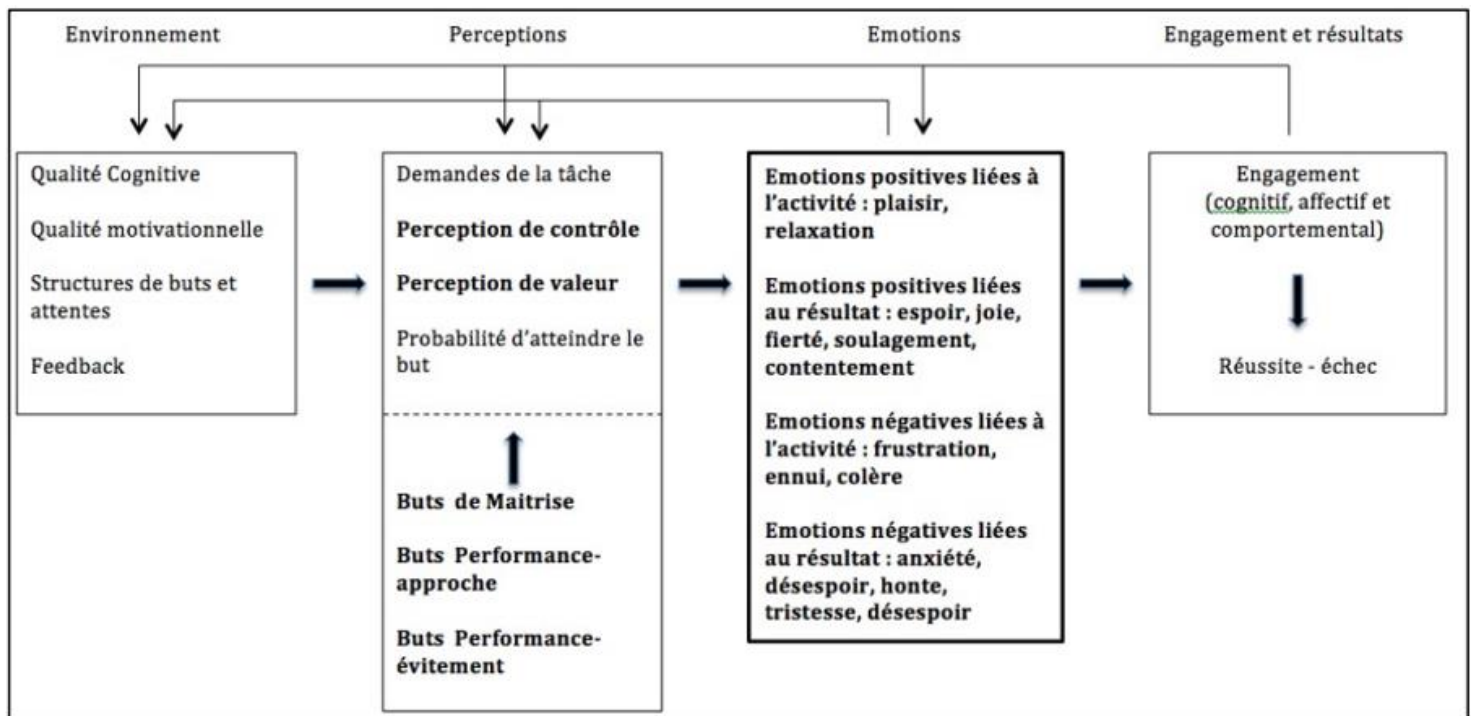 Environnement
Perceptions
Emotions
Engagement et résultats
Qualité Cognitive
Qualité motivationnelle
Structures de buts et
attentes
Feedback
Demandes de la tâche
Perception de contrôle
Perception de valeur
Probabilité d'atteindre le
but
Buts de Maitrise
Buts Performance-
approche
Buts Performance-
évitement
Emotions positives liées à
l'activité : plaisir,
relaxation
Emotions positives liées
au résultat : espoir, joie,
fierté, soulagement,
contentement
Emotions négatives liées à
l'activité : frustration,
ennui, colère
Emotions négatives liées
au résultat : anxiété,
désespoir, honte,
tristesse, désespoir
Engagement
(cognitif, affectif et
comportemental)
Réussite - échec